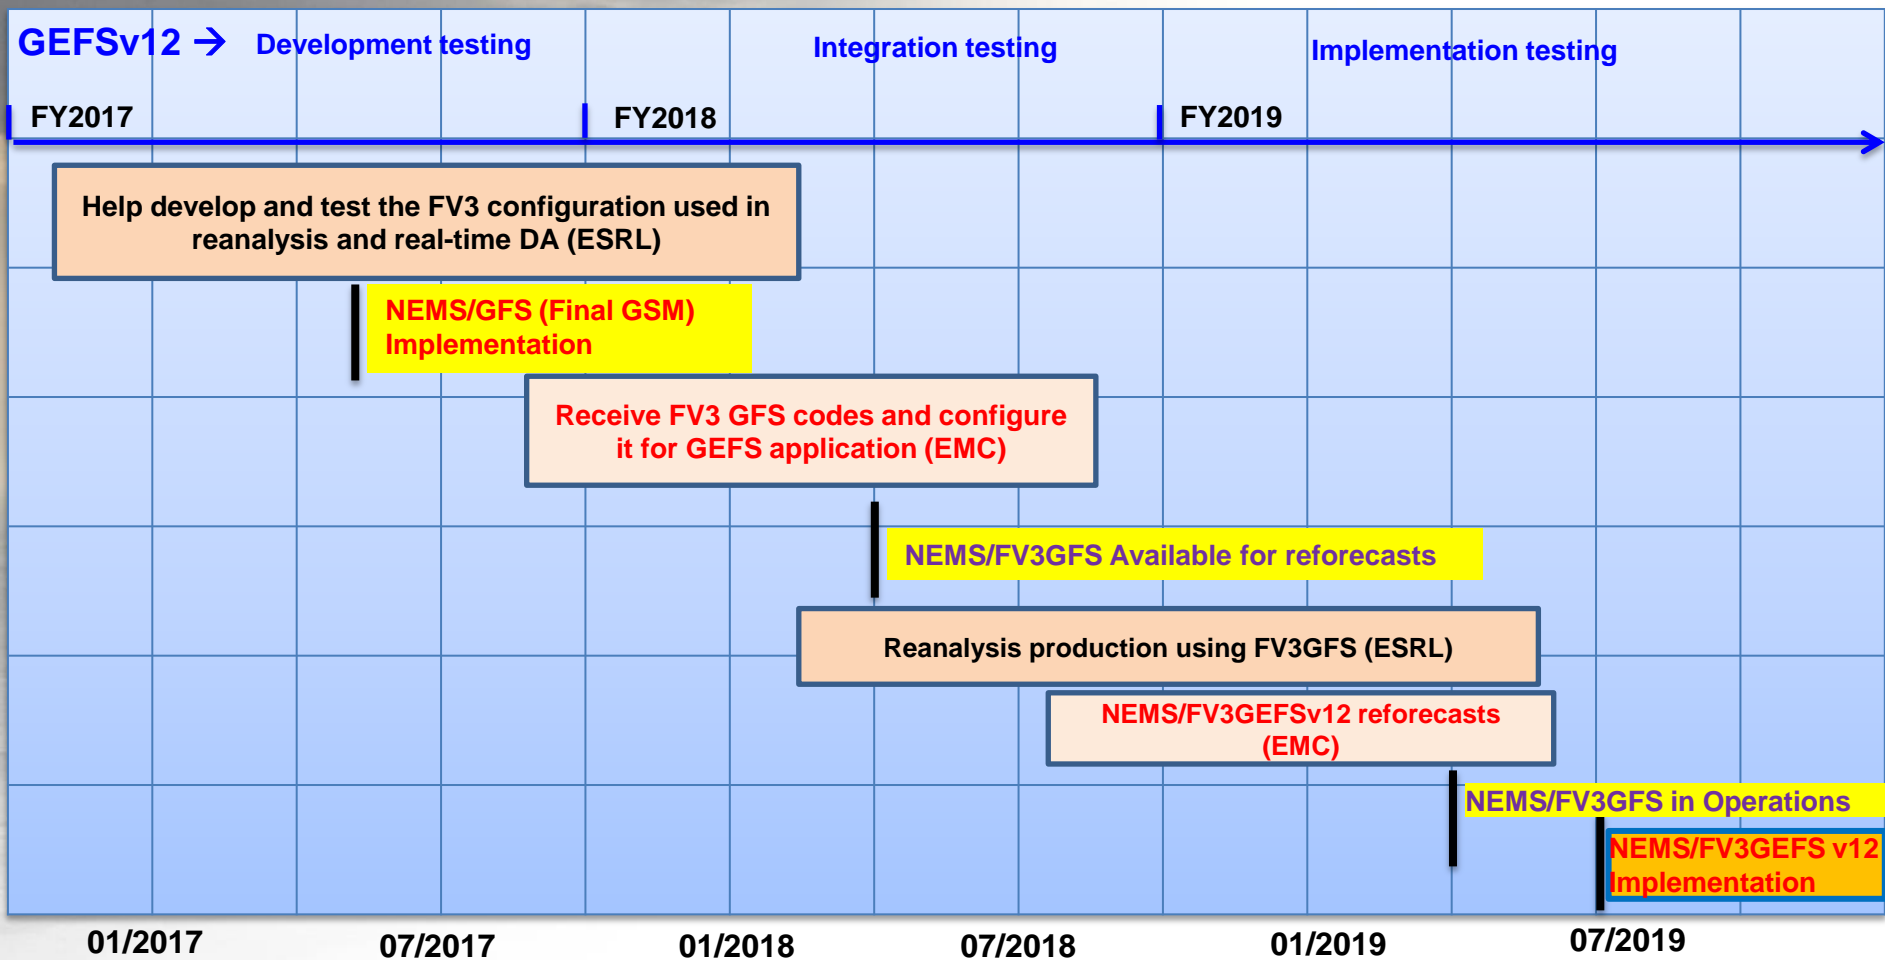 GEFSv12 → Development testing Integration testing Implementation testing
FY2017 FY2018 FY2019
Help develop and test the FV3 configuration used in
reanalysis and real-time DA (ESRL)
NEMS/GFS (Final GSM)
Implementation
Receive FV3 GFS codes and configure
it for GEFS application (EMC)
NEMS/FV3GFS Available for reforecasts
Reanalysis production using FV3GFS (ESRL)
NEMS/FV3GEFSv12 reforecasts
(EMC)
NEMS/FV3GFS in Operations
NEMS/FV3GEFS v12
Implementation
01/2017 07/2017 01/2018 07/2018 01/2019 07/2019